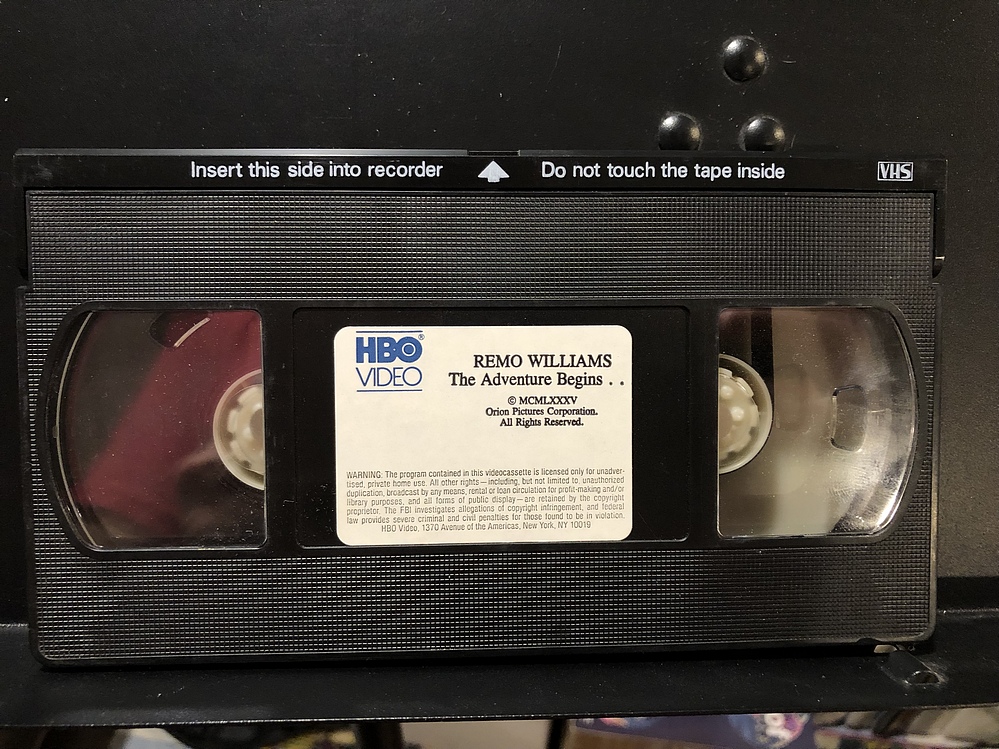 Insert this side into recorder Do not touch the tape inside VHS
HBO®
VIDEO
REMO WILLIAMS
The Adventure Begins . .
© MCMLXXXV
Orion Pictures Corporation.
All Rights Reserved.
WARNING: The program contained in this videocassette is licensed only for unadver-
tised, private home use. All other rights—including, but not limited to, unauthorized
duplication, broadcast by any means, rental or loan circulation for profit-making and/or
library purposes, and all forms of public display—are retained by the copyright
proprietor. The FBI investigates allegations of copyright infringement, and federal
law provides severe criminal and civil penalties for those found to be in violation.
HBO Video, 1370 Avenue of the Americas, New York, NY 10019